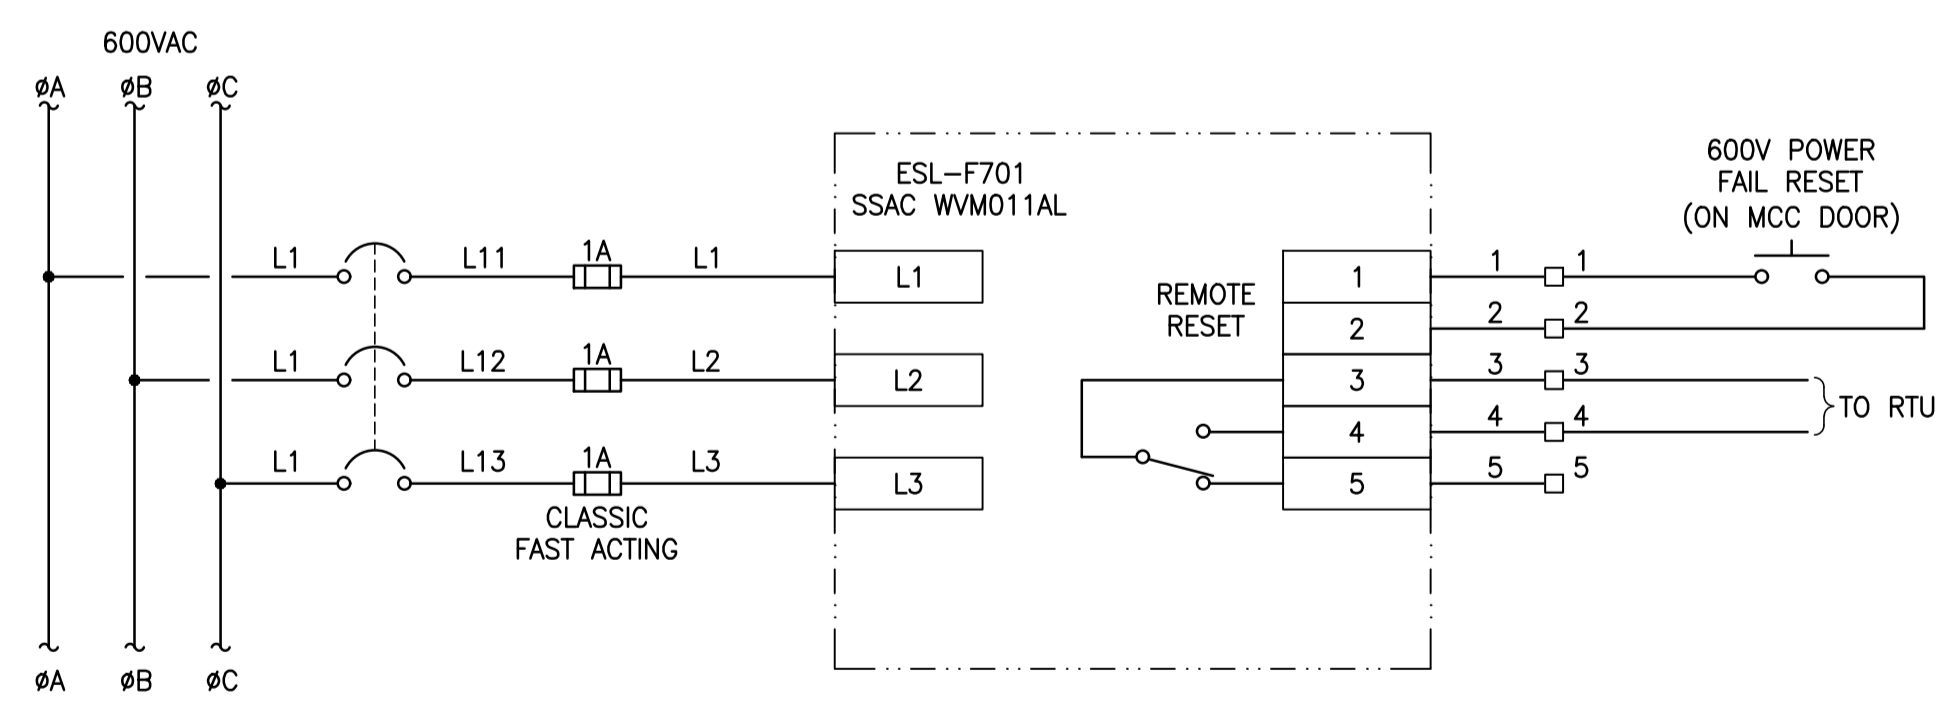 600VAC
øA øB øC
ESL-F701
SSAC WVM011AL
600V POWER
FAIL RESET
(ON MCC DOOR)
L1 L11 1A L1 L1
REMOTE
RESET
1 1 1
2 2 2
L1 L12 1A L2 L2
3 3 3
4 4 4
TO RTU
L1 L13 1A L3 L3
5 5 5
CLASSIC
FAST ACTING
øA øB øC